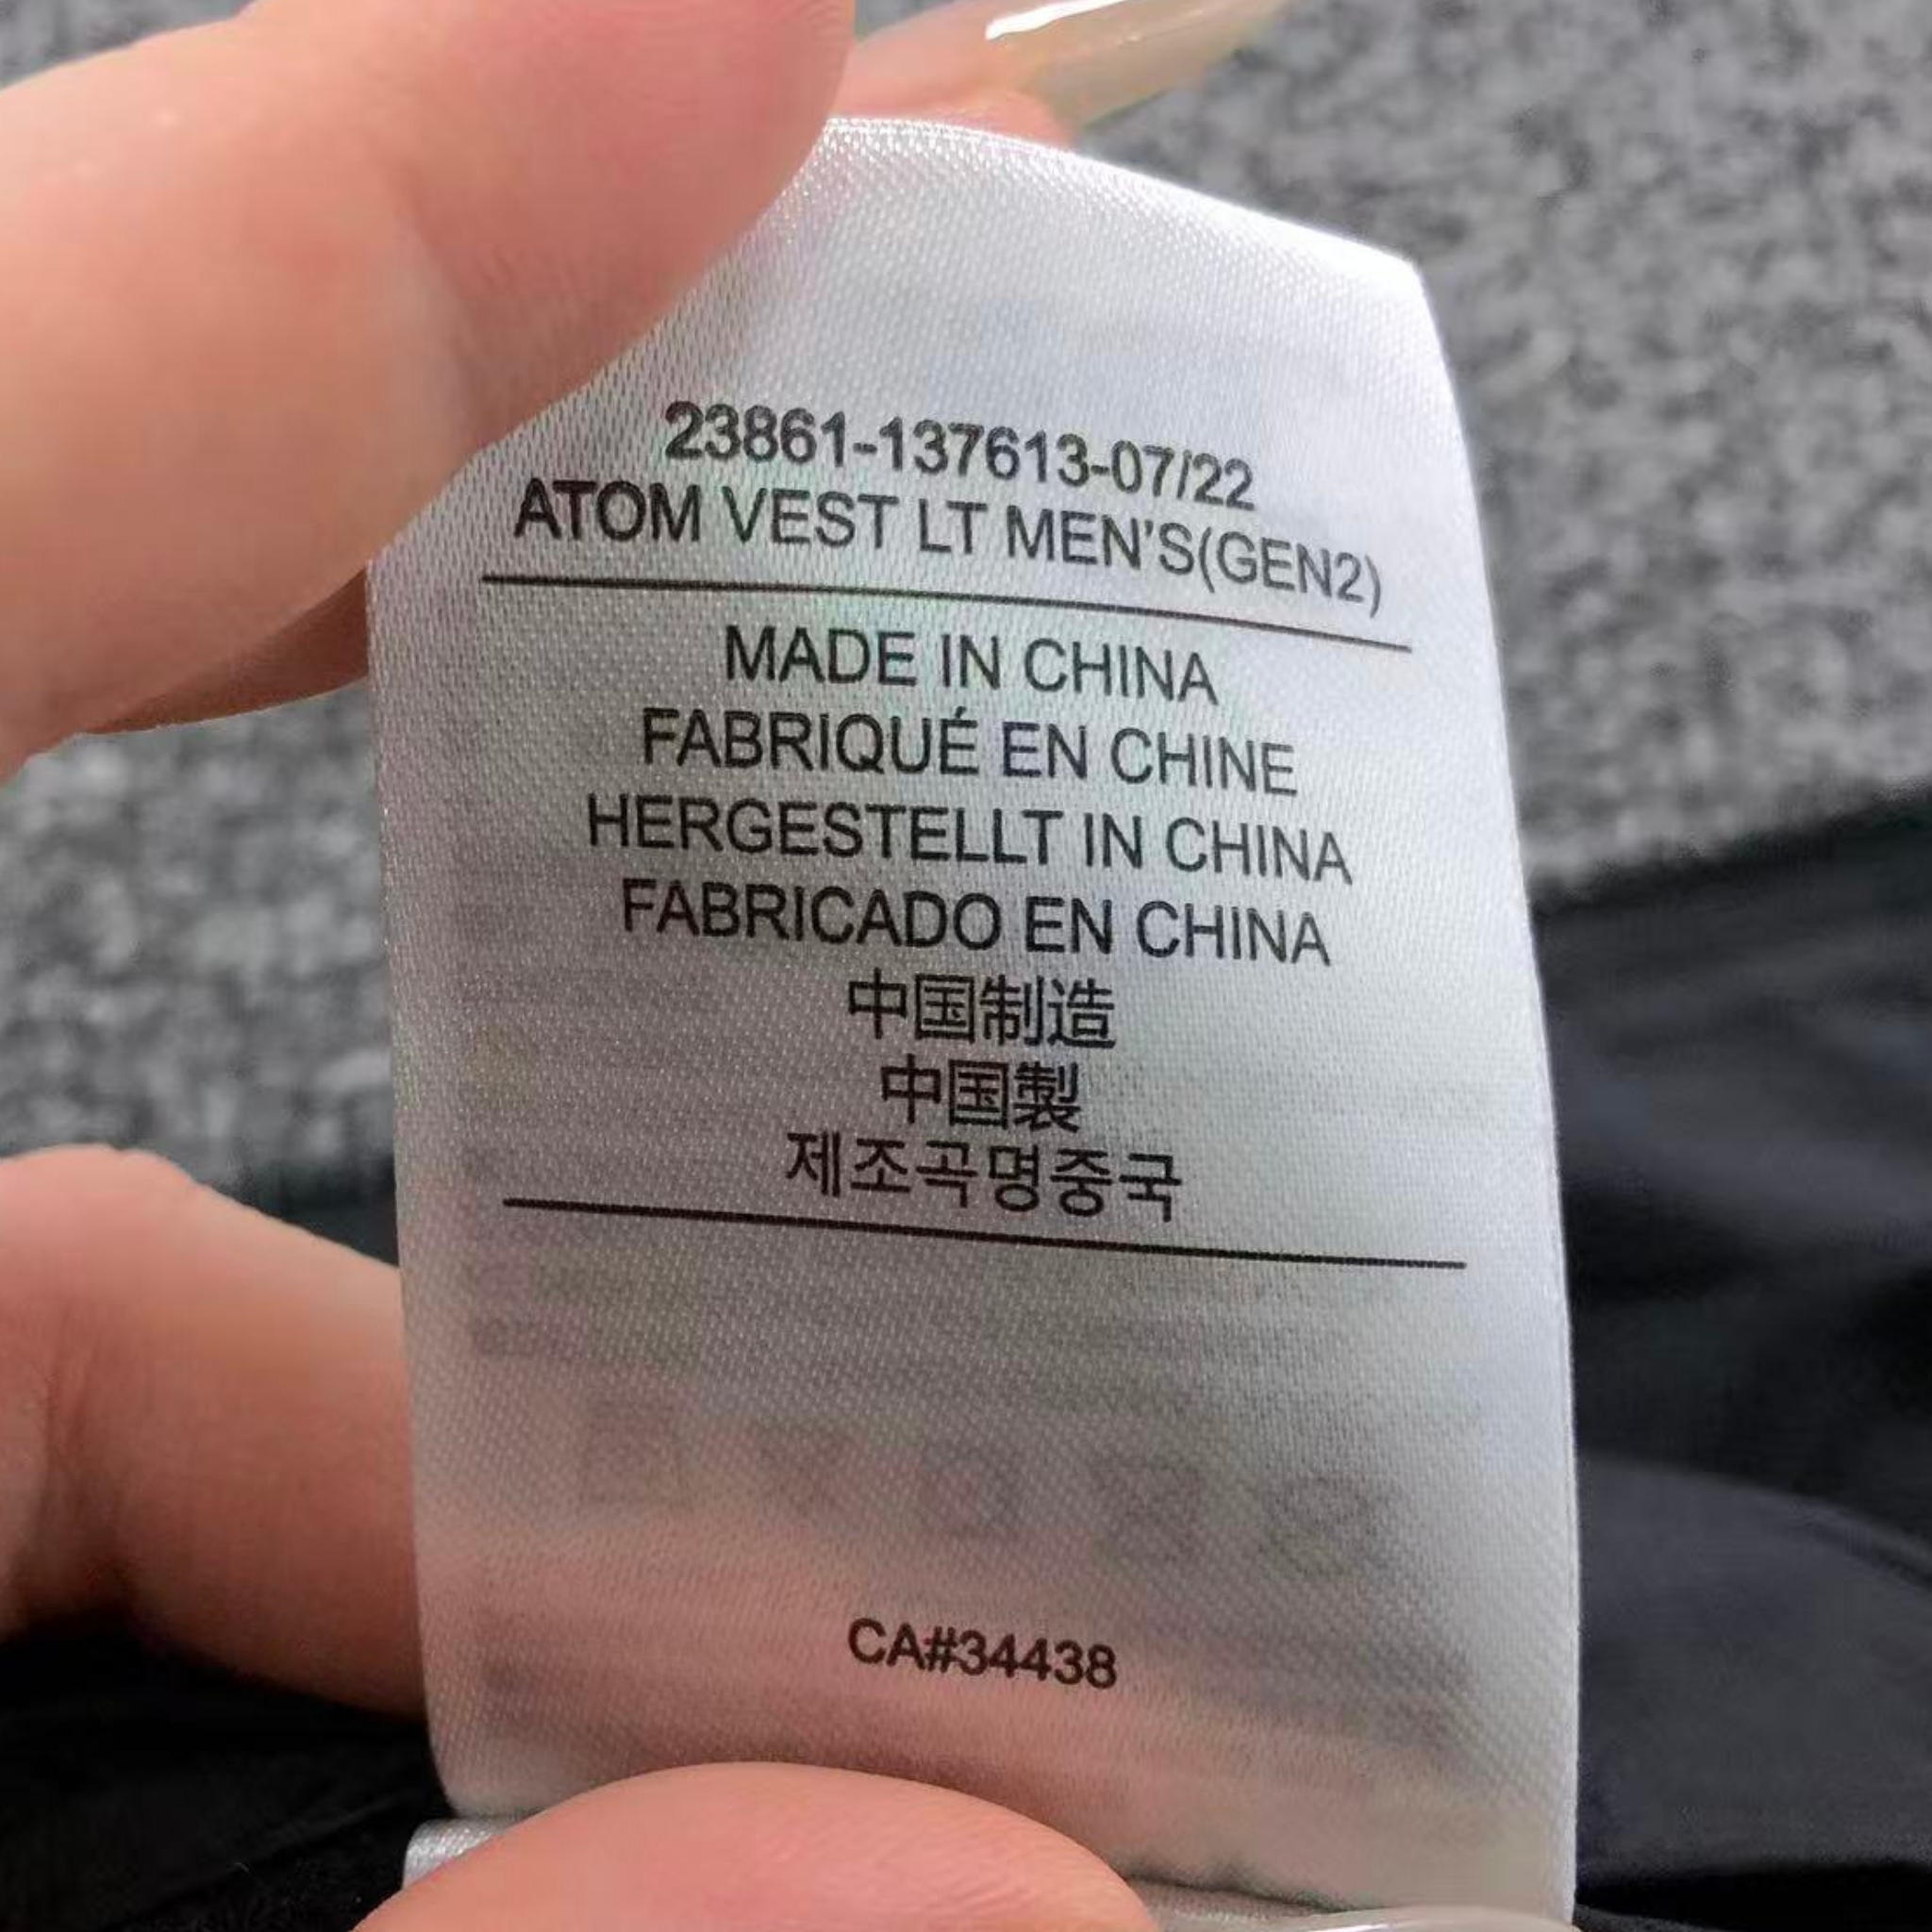 23861-137613-07/22
ATOM VEST LT MEN'S(GEN2)
MADE IN CHINA
FABRIQUÉ EN CHINE
HERGESTELLT IN CHINA
FABRICADO EN CHINA
中国制造
中国製
제조곡명중국
CA#34438